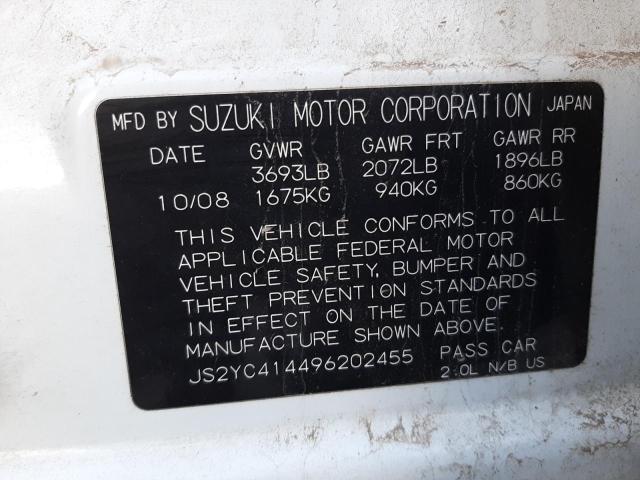 MFD BY SUZUKI MOTOR CORPORATION JAPAN
DATE GVWR GAWR FRT GAWR RR
3693LB 2072LB 1896LB
10/08 1675KG 940KG 860KG
THIS VEHICLE CONFORMS TO ALL
APPLICABLE FEDERAL MOTOR
VEHICLE SAFETY, BUMPER AND
THEFT PREVENTION STANDARDS
IN EFFECT ON THE DATE OF
MANUFACTURE SHOWN ABOVE.
JS2YC414496202455 PASS CAR
2.0L N/B US